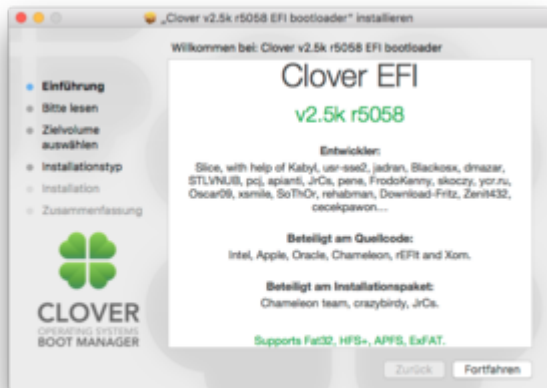 „Clover v2.5k r5058 EFI bootloader“ installieren
Willkommen bei: Clover v2.5k r5058 EFI bootloader
Einführung
Bitte lesen
Zielvolume
auswählen
Installationstyp
Installation
Zusammenfassung
CLOVER
OPERATING SYSTEMS
BOOT MANAGER
Clover EFI
v2.5k r5058
Entwickler:
Slice, with help of Kabyl, usr-sse2, jadran, Blackosx, dmazar,
STLVNUB, pcj, apianti, JrCs, pene, FrodoKenny, skoczy, ycr.ru,
Oscar09, xsmile, SoThOr, rehabman, Download-Fritz, Zenit432,
cecekpawon...
Beteiligt am Quellcode:
Intel, Apple, Oracle, Chameleon, rEFIt and Xom.
Beteiligt am Installationspaket:
Chameleon team, crazybirdy, JrCs.
Supports Fat32, HFS+, APFS, ExFAT.
Zurück
Fortfahren